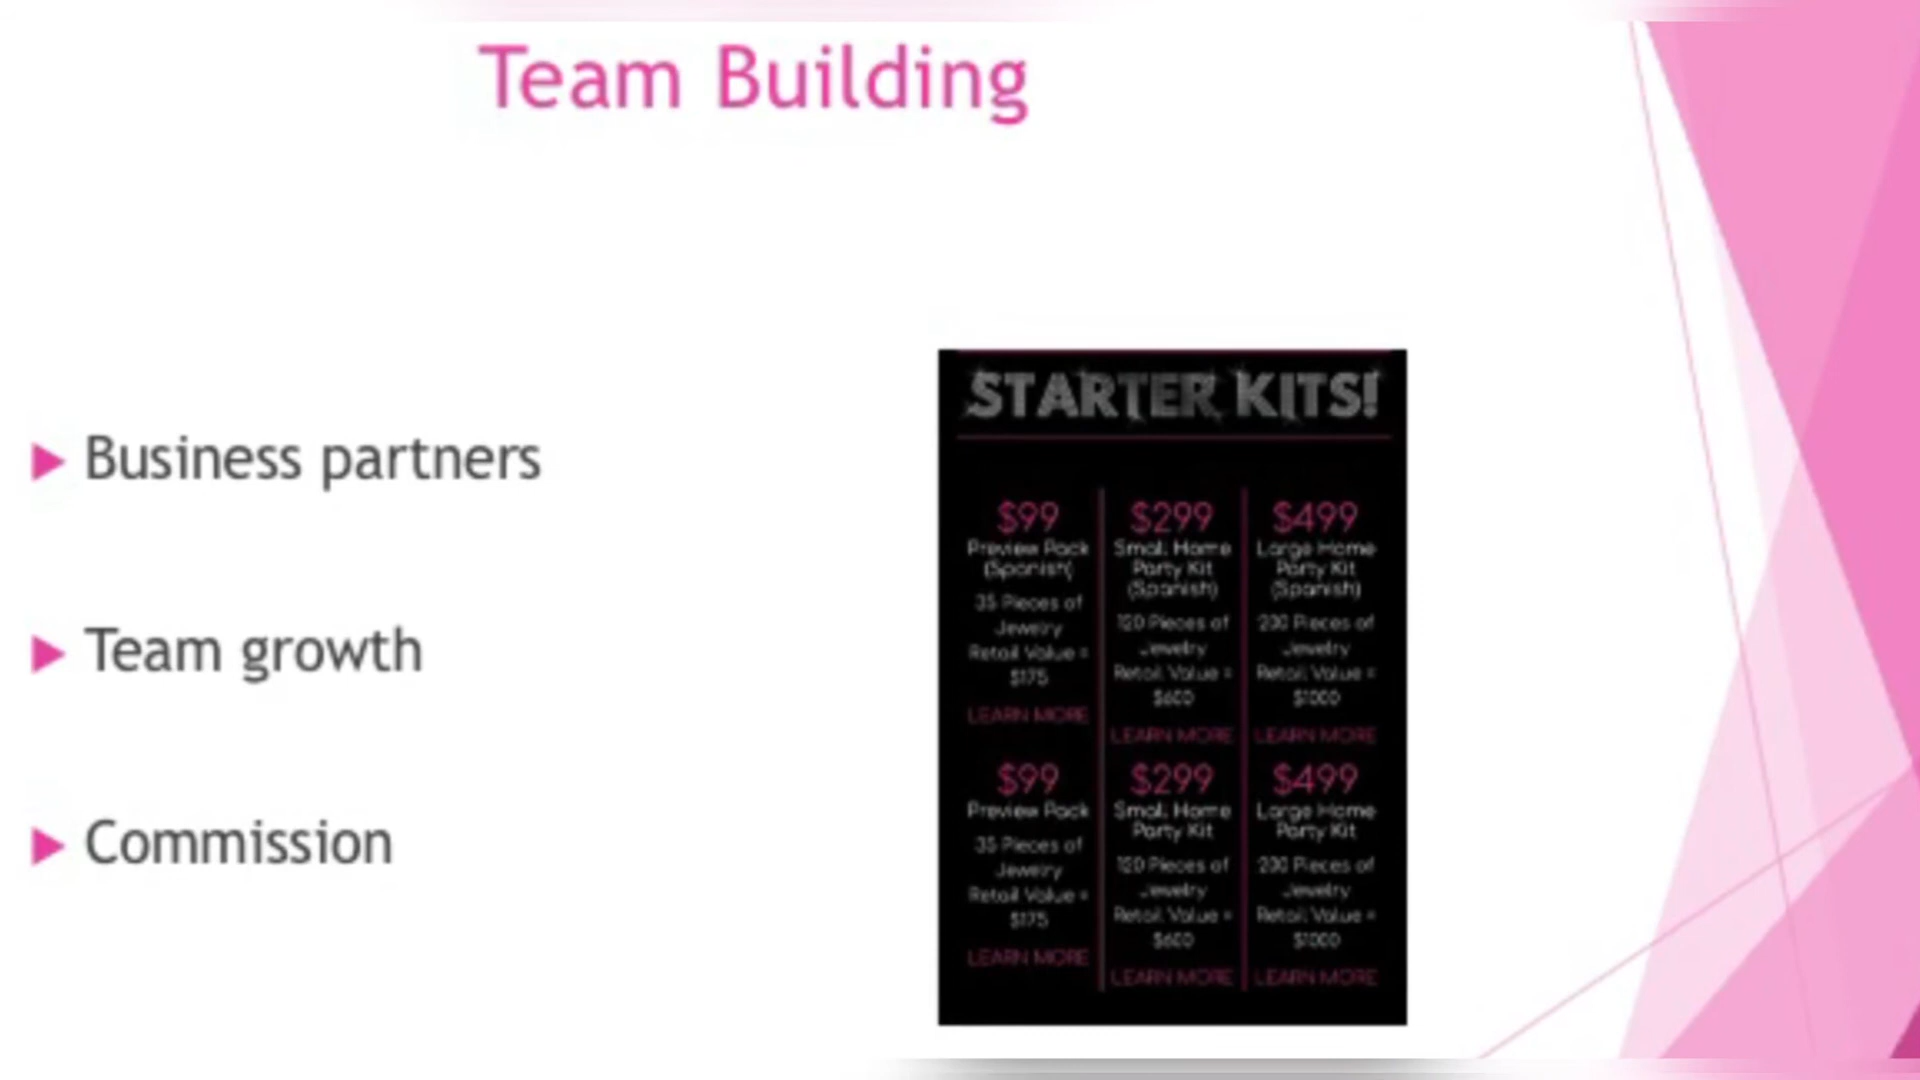 Team Building
Business partners
Team growth
Commission
STARTER KITS!
$99
Preview Pack
(Spanish)
35 Pieces of
Jewelry
Retail Value =
$175
LEARN MORE
$299
Small Home
Party Kit
(Spanish)
120 Pieces of
Jewelry
Retail Value =
$600
LEARN MORE
$499
Large Home
Party Kit
(Spanish)
200 Pieces of
Jewelry
Retail Value =
$1000
LEARN MORE
$99
Preview Pack
35 Pieces of
Jewelry
Retail Value =
$175
LEARN MORE
$299
Small Home
Party Kit
120 Pieces of
Jewelry
Retail Value =
$600
LEARN MORE
$499
Large Home
Party Kit
200 Pieces of
Jewelry
Retail Value =
$1000
LEARN MORE